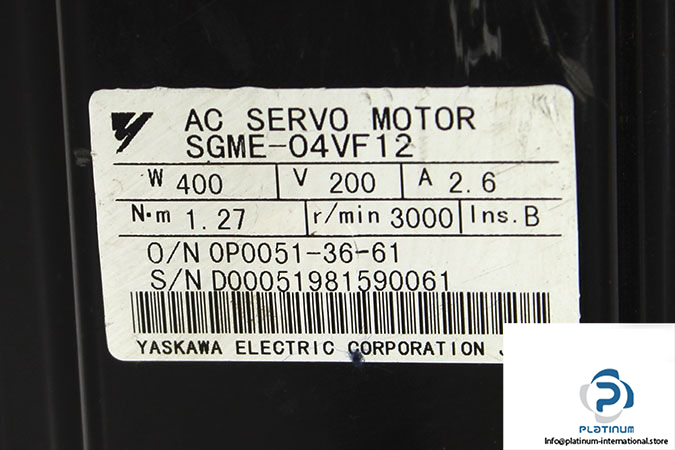 AC SERVO MOTOR
SGME-04VF12
W 400 V 200 A 2.6
N·m 1.27 r/min 3000 Ins. B
O/N 0P0051-36-61
S/N D00051981590061
YASKAWA ELECTRIC CORPORATION
PLATINUM
Info@platinum-international.store